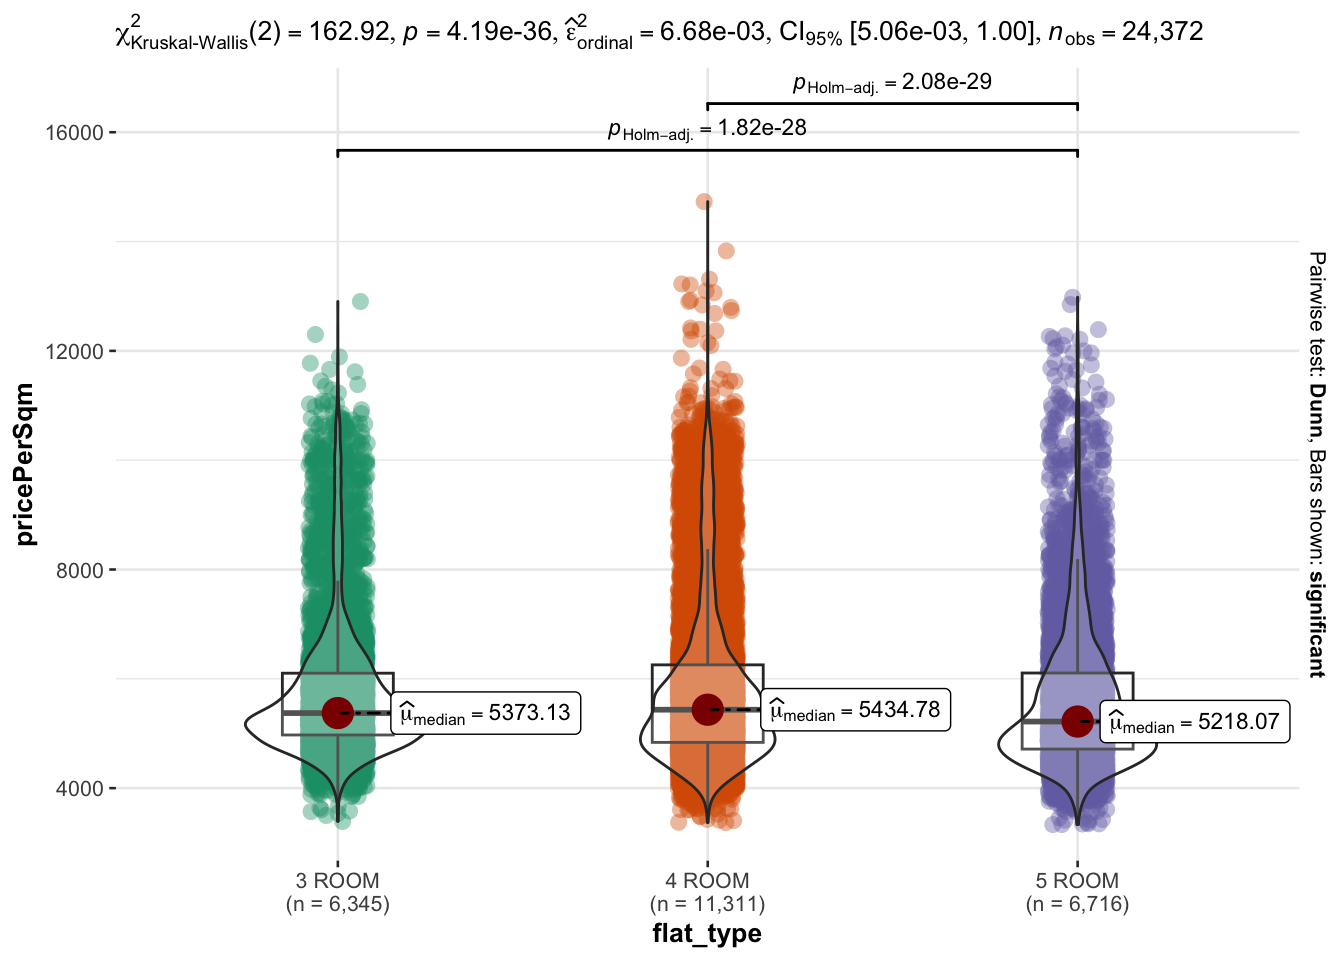 χ²Kruskal-Wallis(2) = 162.92, p = 4.19e-36, ε̂²ordinal = 6.68e-03, CI95% [5.06e-03, 1.00], nobs = 24,372
pHolm−adj. = 2.08e-29
pHolm−adj. = 1.82e-28
16000
12000
8000
4000
pricePerSqm
μ̂median = 5373.13
μ̂median = 5434.78
μ̂median = 5218.07
Pairwise test: Dunn, Bars shown: significant
3 ROOM
(n = 6,345)
4 ROOM
(n = 11,311)
5 ROOM
(n = 6,716)
flat_type